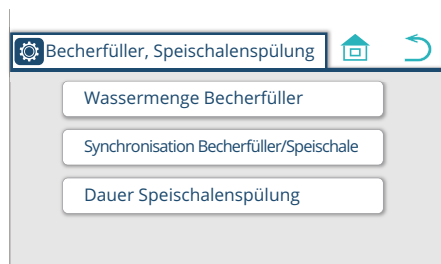 Becherfüller, Speischalenspülung
Wassermenge Becherfüller
Synchronisation Becherfüller/Speischale
Dauer Speischalenspülung